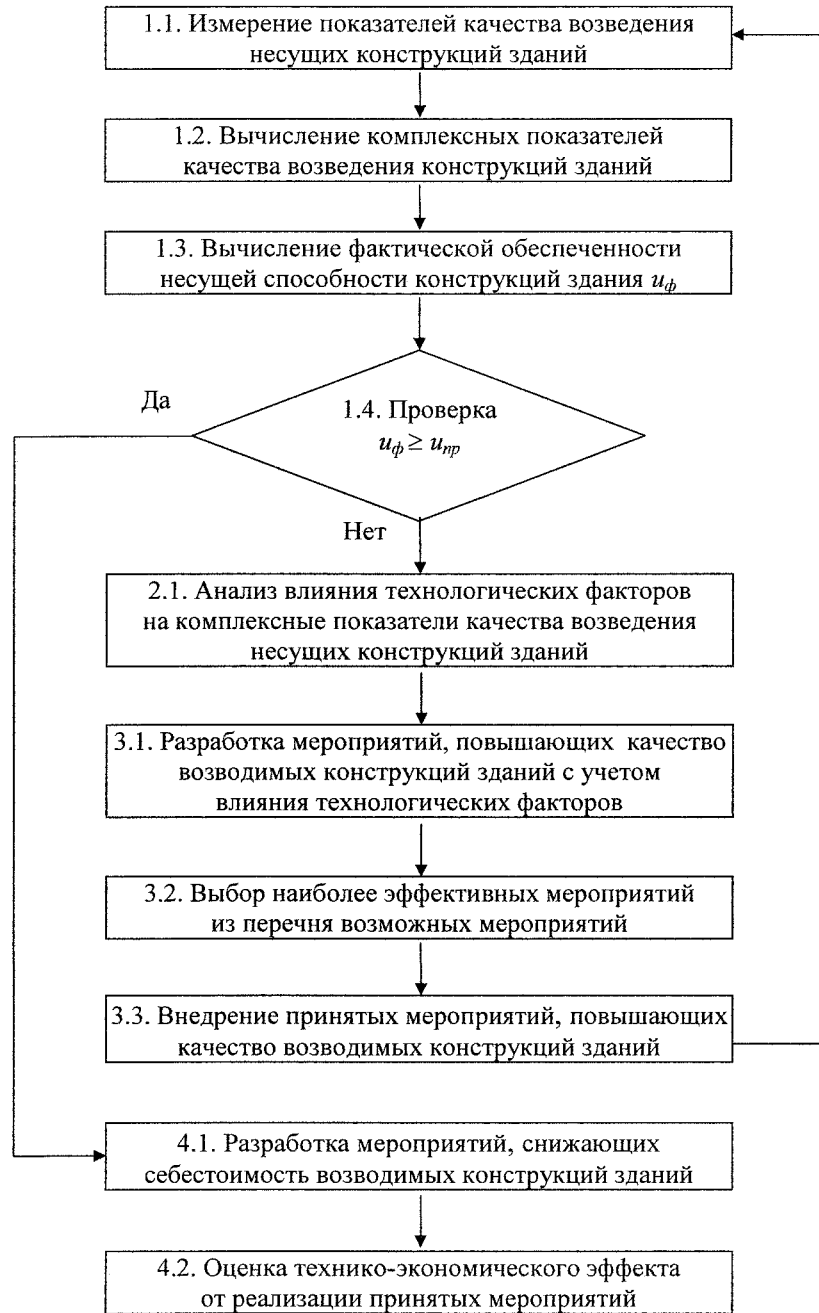 1.1. Измерение показателей качества возведения
несущих конструкций зданий
1.2. Вычисление комплексных показателей
качества возведения конструкций зданий
1.3. Вычисление фактической обеспеченности
несущей способности конструкций здания uф
Да
1.4. Проверка
uф ≥ uпр
Нет
2.1. Анализ влияния технологических факторов
на комплексные показатели качества возведения
несущих конструкций зданий
3.1. Разработка мероприятий, повышающих качество
возводимых конструкций зданий с учетом
влияния технологических факторов
3.2. Выбор наиболее эффективных мероприятий
из перечня возможных мероприятий
3.3. Внедрение принятых мероприятий, повышающих
качество возводимых конструкций зданий
4.1. Разработка мероприятий, снижающих
себестоимость возводимых конструкций зданий
4.2. Оценка технико-экономического эффекта
от реализации принятых мероприятий